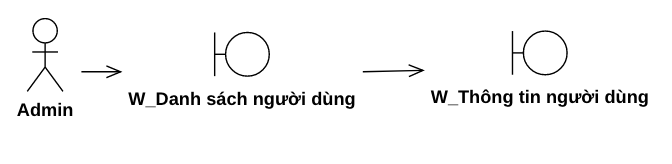 Admin
W_Danh sách người dùng
W_Thông tin người dùng